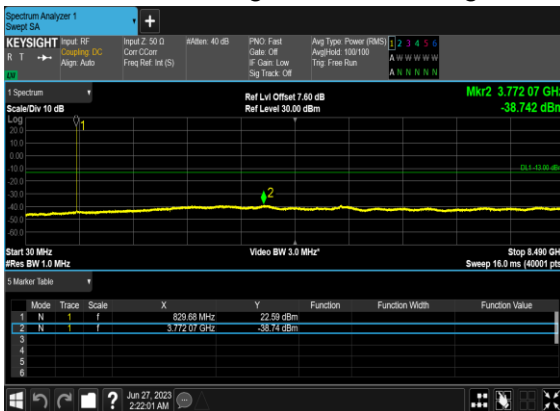 Spectrum Analyzer 1
Swept SA
KEYSIGHT
R T
LV
Input: RF
Coupling: DC
Align: Auto
Input Z: 50 Ω
Corr CCorr
Freq Ref: Int (S)
#Atten: 40 dB
PNO: Fast
Gate: Off
IF Gain: Low
Sig Track: Off
Avg Type: Power (RMS)
Avg|Hold: 100/100
Trig: Free Run
1 2 3 4 5 6
A W W W W W
A N N N N N
1 Spectrum
Scale/Div 10 dB
Ref Lvl Offset 7.60 dB
Ref Level 30.00 dBm
Mkr2 3.772 07 GHz
-38.742 dBm
Log
20.0
10.0
0.00
-10.0
-20.0
-30.0
-40.0
-50.0
-60.0
1
2
DL1 -13.00 dBm
Start 30 MHz
#Res BW 1.0 MHz
Video BW 3.0 MHz*
Stop 8.490 GHz
Sweep 16.0 ms (40001 pts)
5 Marker Table
Mode Trace Scale X Y Function Function Width Function Value
1 N 1 f 829.68 MHz 22.59 dBm
2 N 1 f 3.772 07 GHz -38.74 dBm
3
4
5
6
?
Jun 27, 2023
2:22:01 AM